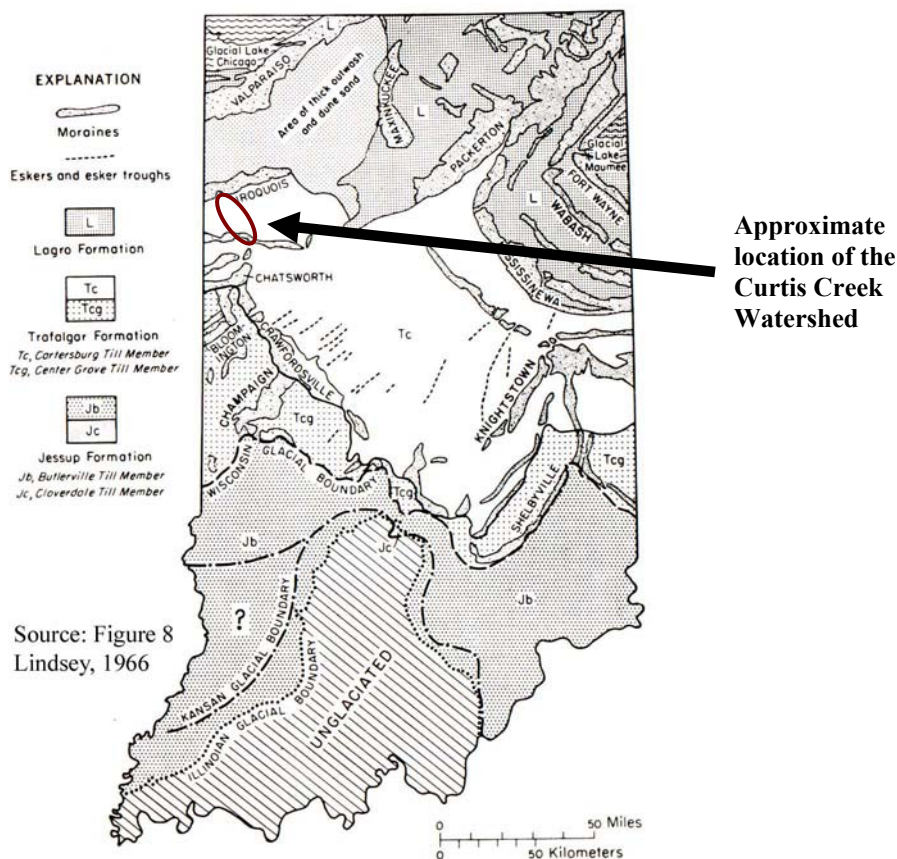 EXPLANATION
Moraines
Eskers and esker troughs
L
Lagro Formation
Tc
Tcg
Trafalgar Formation
Tc, Cartersburg Till Member
Tcg, Center Grove Till Member
Jb
Jc
Jessup Formation
Jb, Butlerville Till Member
Jc, Cloverdale Till Member
Source: Figure 8
Lindsey, 1966
Glacial Lake
Chicago
VALPARAISO
L
Area of thick outwash
and dune sand
MAXINKUCKEE
L
PACKERTON
Glacial
Lake
Maumee
FORT WAYNE
WABASH
L
MISSISSINEWA
IROQUOIS
CHATSWORTH
BLOOM-
INGTON
CRAWFORDSVILLE
CHAMPAIGN
Tc
KNIGHTSTOWN
Tcg
Tcg
Tcg
SHELBYVILLE
WISCONSIN GLACIAL BOUNDARY
Jb
Jc
Jb
?
KANSAN GLACIAL BOUNDARY
ILLINOIAN GLACIAL BOUNDARY
UNGLACIATED
0 50 Miles
0 50 Kilometers
Approximate
location of the
Curtis Creek
Watershed